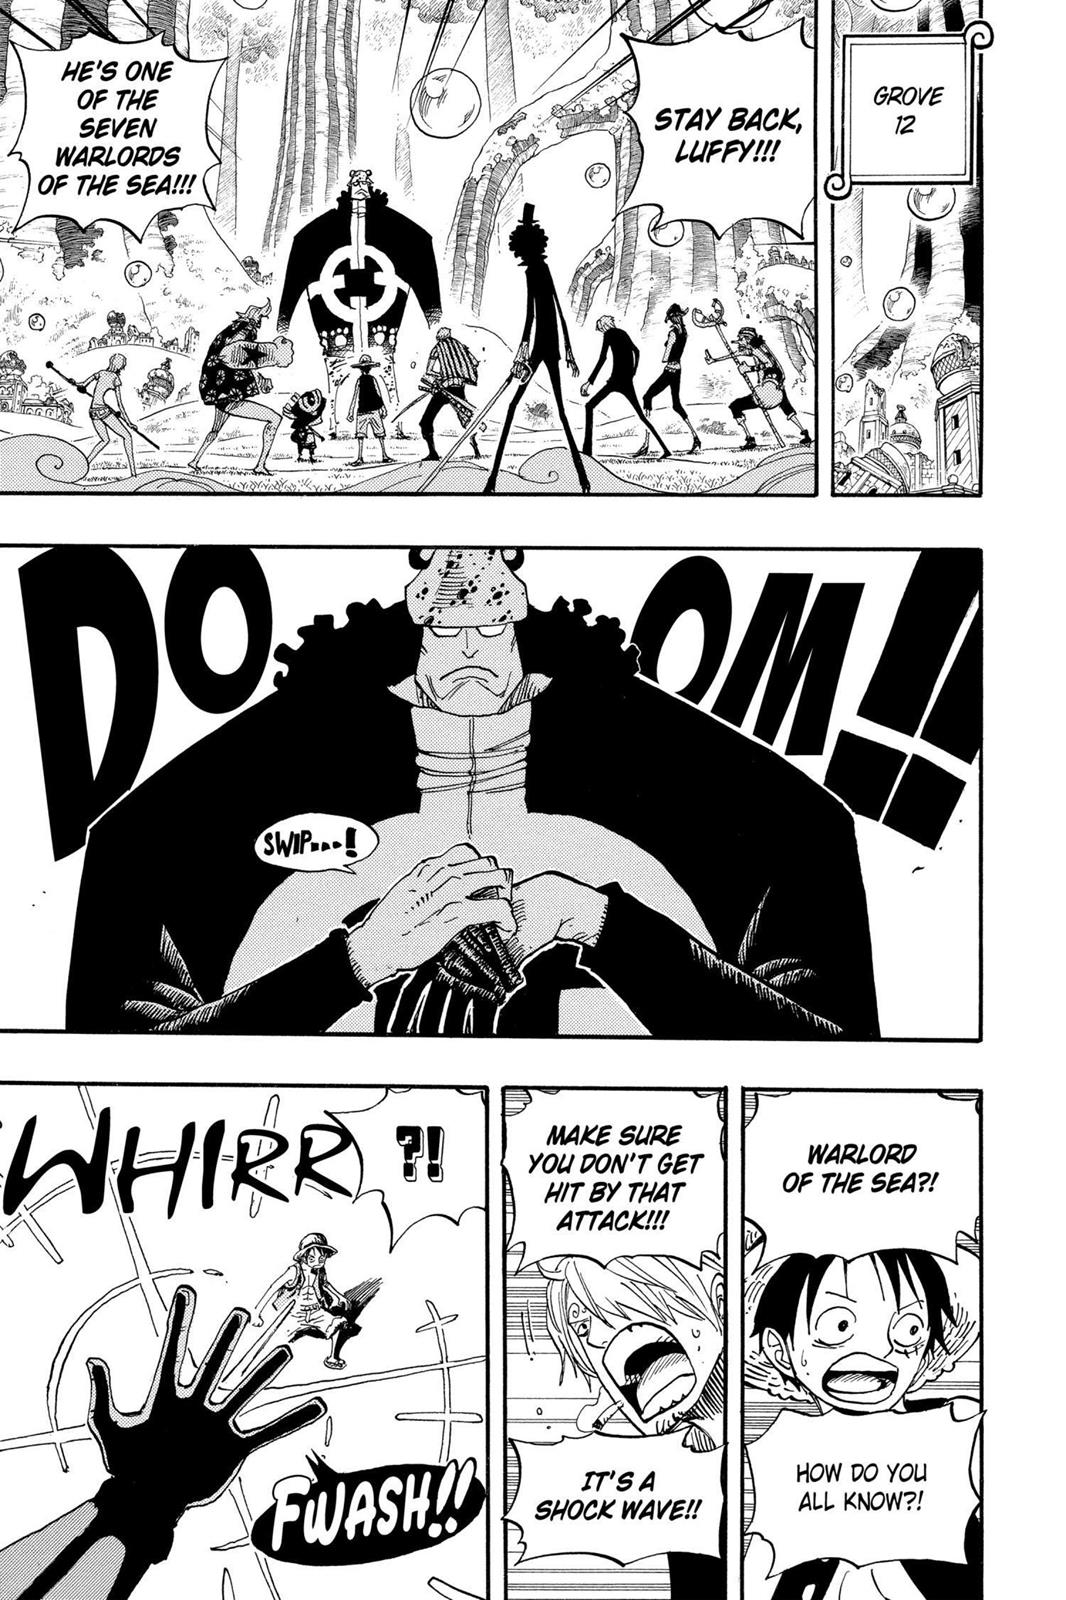 GROVE
12
STAY BACK,
LUFFY!!!
HE'S ONE
OF THE
SEVEN
WARLORDS
OF THE SEA!!!
DOOM!!
SWIP....!
WARLORD
OF THE SEA?!
HOW DO YOU
ALL KNOW?!
MAKE SURE
YOU DON'T GET
HIT BY THAT
ATTACK!!!
IT'S A
SHOCK WAVE!!
?!
WHIRR
FWASH!!